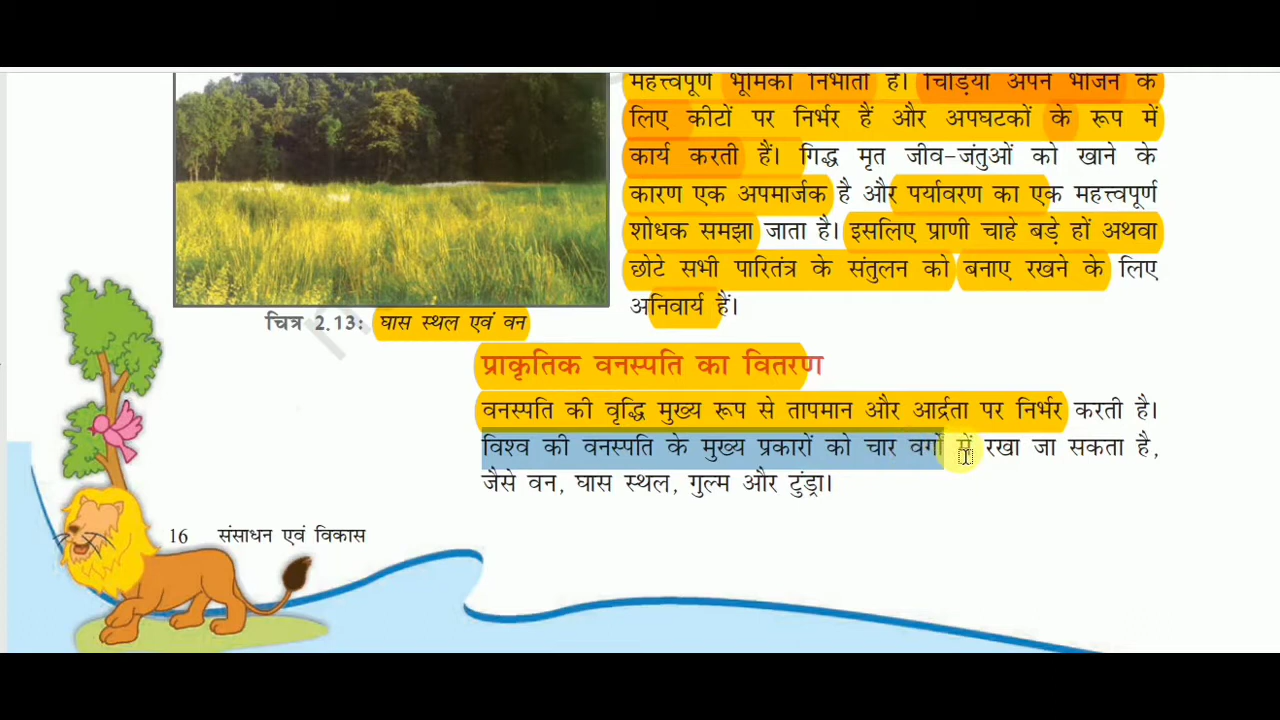 महत्त्वपूर्ण भूमिका निभाती हैं। चिड़ियाँ अपने भोजन के
लिए कीटों पर निर्भर हैं और अपघटकों के रूप में
कार्य करती हैं। गिद्ध मृत जीव-जंतुओं को खाने के
कारण एक अपमार्जक है और पर्यावरण का एक महत्त्वपूर्ण
शोधक समझा जाता है। इसलिए प्राणी चाहे बड़े हों अथवा
छोटे सभी पारितंत्र के संतुलन को बनाए रखने के लिए
अनिवार्य हैं।
चित्र 2.13: घास स्थल एवं वन
प्राकृतिक वनस्पति का वितरण
वनस्पति की वृद्धि मुख्य रूप से तापमान और आर्द्रता पर निर्भर करती है।
विश्व की वनस्पति के मुख्य प्रकारों को चार वर्गों में रखा जा सकता है,
जैसे वन, घास स्थल, गुल्म और टुंड्रा।
16 संसाधन एवं विकास